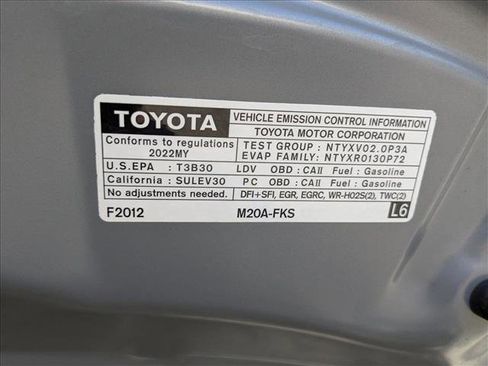 TOYOTA
VEHICLE EMISSION CONTROL INFORMATION
TOYOTA MOTOR CORPORATION
Conforms to regulations
2022MY
TEST GROUP : NTYXV02.0P3A
EVAP FAMILY: NTYXR0130P72
U.S.EPA : T3B30 LDV OBD : CAII Fuel : Gasoline
California : SULEV30 PC OBD : CAII Fuel : Gasoline
No adjustments needed. DFI+SFI, EGR, EGRC, WR-HO2S(2), TWC(2)
F2012 M20A-FKS L6